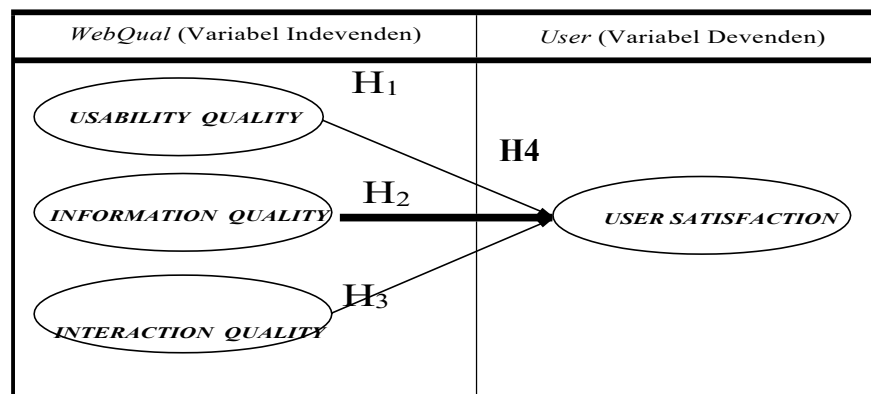 WebQual (Variabel Indevenden)
User (Variabel Devenden)
H1
USABILITY QUALITY
H4
H2
INFORMATION QUALITY
USER SATISFACTION
H3
INTERACTION QUALITY